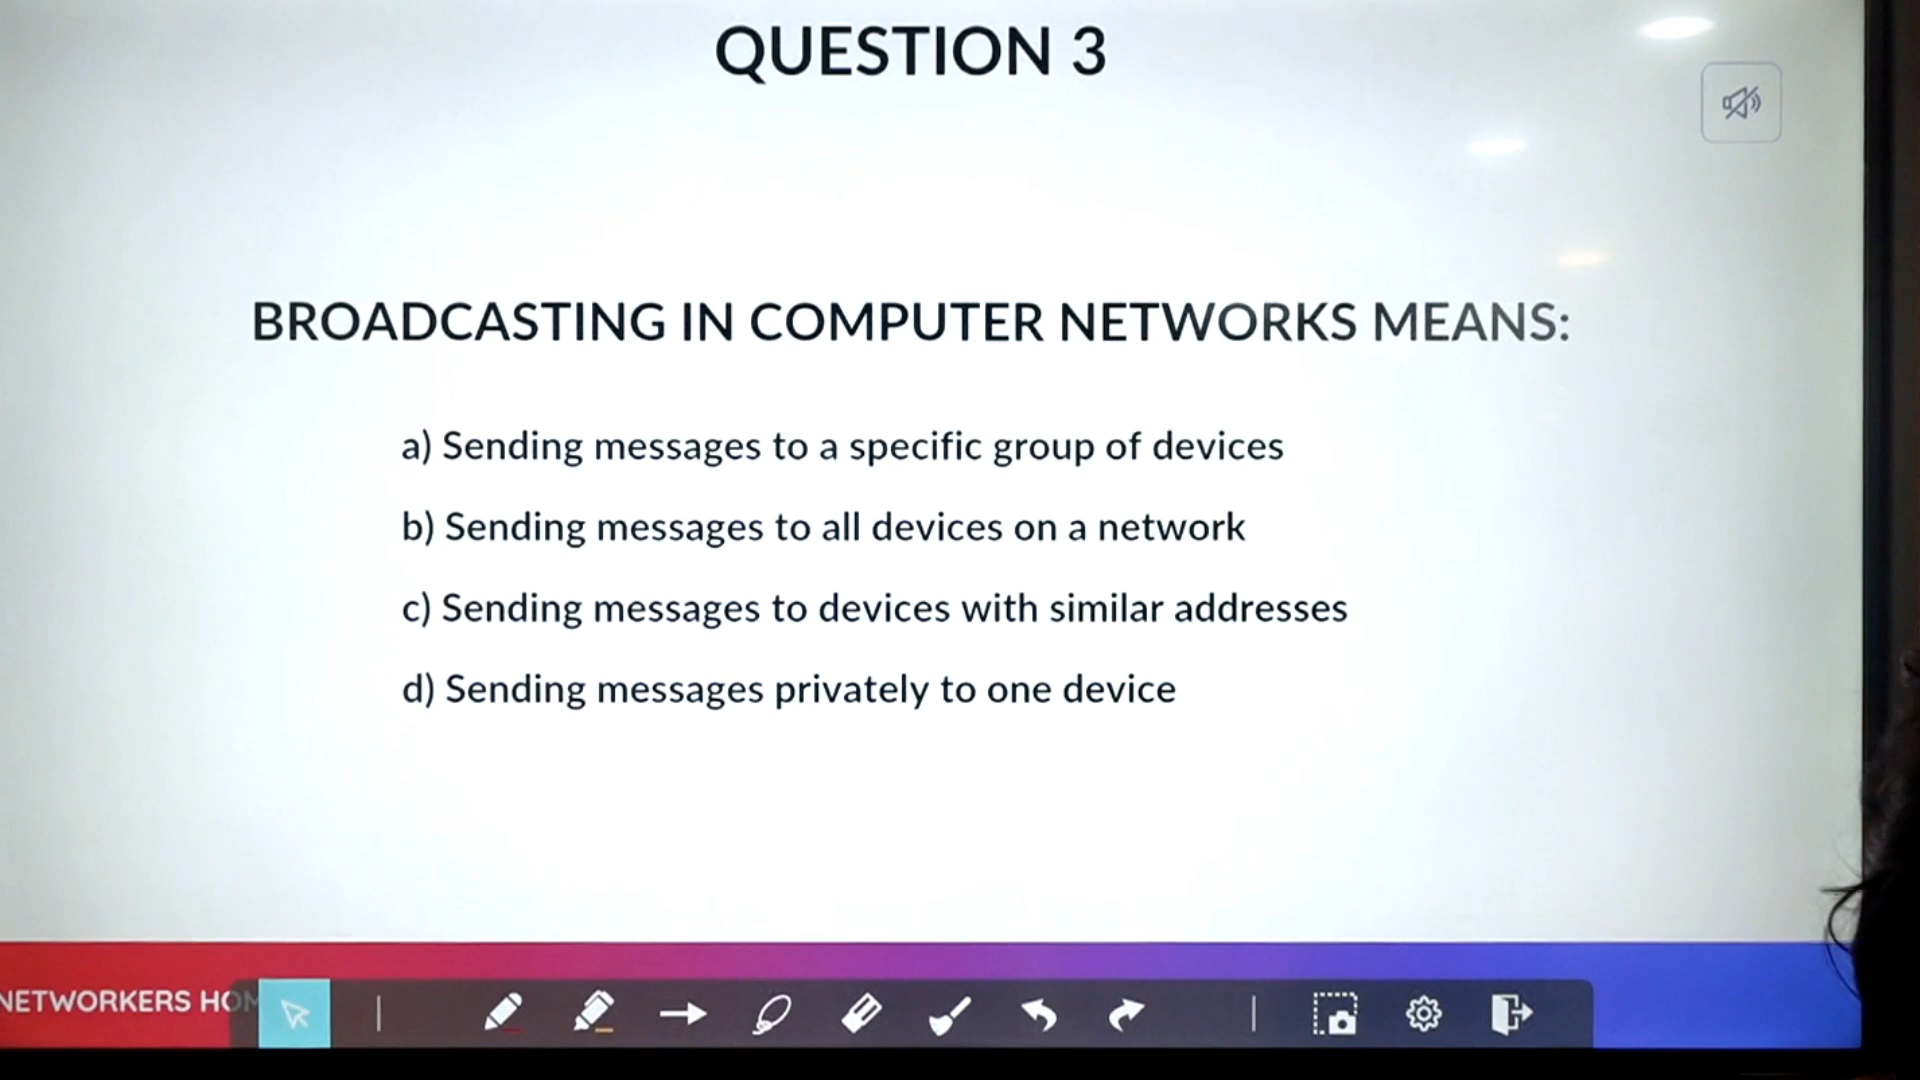 QUESTION 3
BROADCASTING IN COMPUTER NETWORKS MEANS:
a) Sending messages to a specific group of devices
b) Sending messages to all devices on a network
c) Sending messages to devices with similar addresses
d) Sending messages privately to one device
NETWORKERS HOM